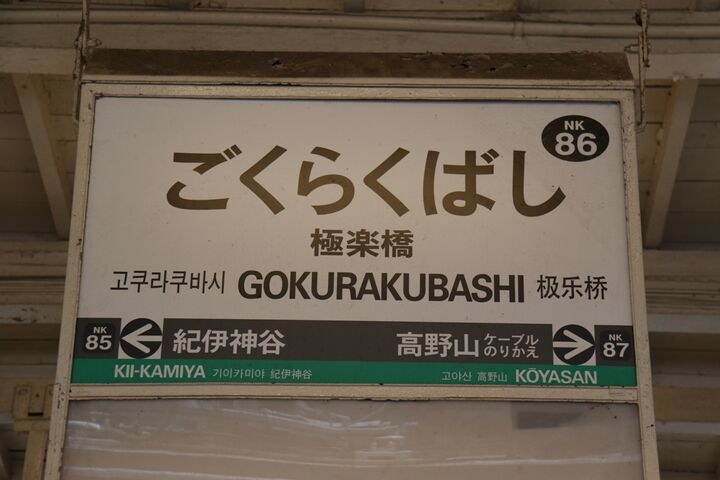 NK
86
ごくらくばし
極楽橋
고쿠라쿠바시 GOKURAKUBASHI 极乐桥
NK
85
紀伊神谷
高野山 ケーブル
のりかえ
NK
87
KII-KAMIYA 기이카미야 紀伊神谷
고야산 高野山 KŌYASAN